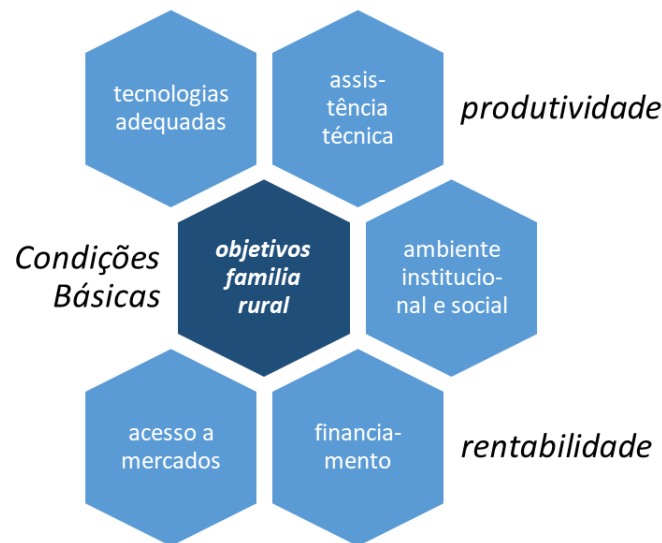 tecnologias
adequadas
assis-
tência
técnica
produtividade
Condições
Básicas
objetivos
familia
rural
ambiente
institucio-
nal e social
acesso a
mercados
financia-
mento
rentabilidade